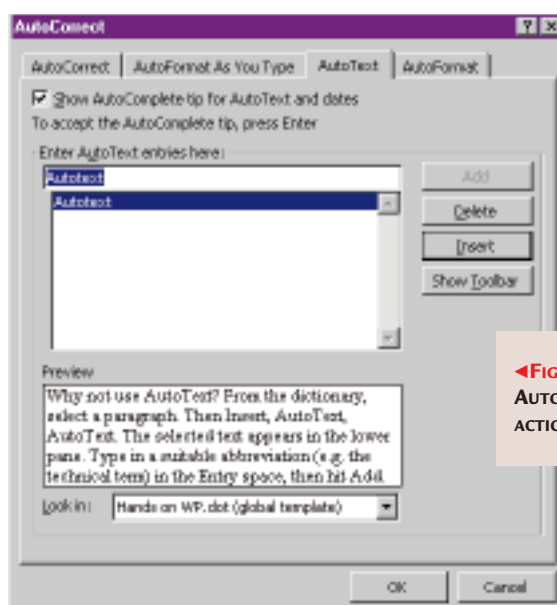 AutoCorrect
AutoCorrect AutoFormat As You Type AutoText AutoFormat
Show AutoComplete tip for AutoText and dates
To accept the AutoComplete tip, press Enter
Enter AutoText entries here:
Autotext
Add
Autotext
Delete
Insert
Show Toolbar
Preview
Why not use AutoText? From the dictionary,
select a paragraph. Then Insert, AutoText,
AutoText. The selected text appears in the lower
pane. Type in a suitable abbreviation (e.g. the
technical term) in the Entry space, then hit Add.
Look in: Hands on WP.dot (global template)
OK Cancel
◄FIG
AUTO
ACTIO